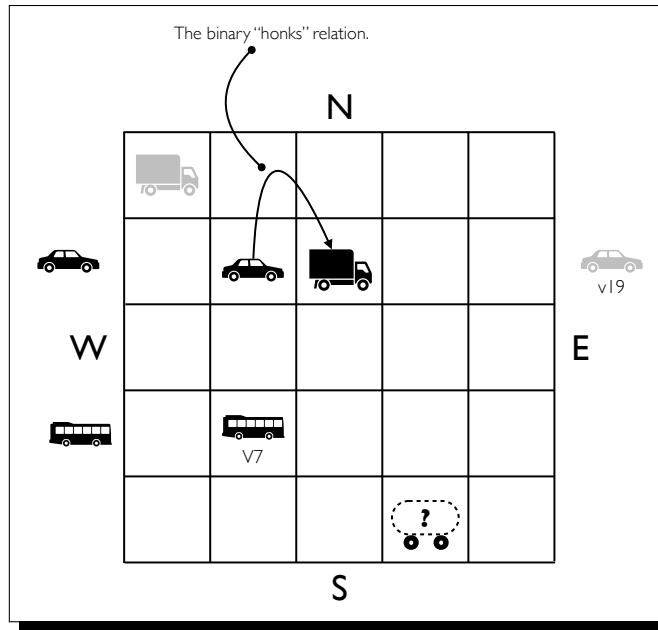 The binary “honks” relation.
N
v19
W
E
V7
?
S